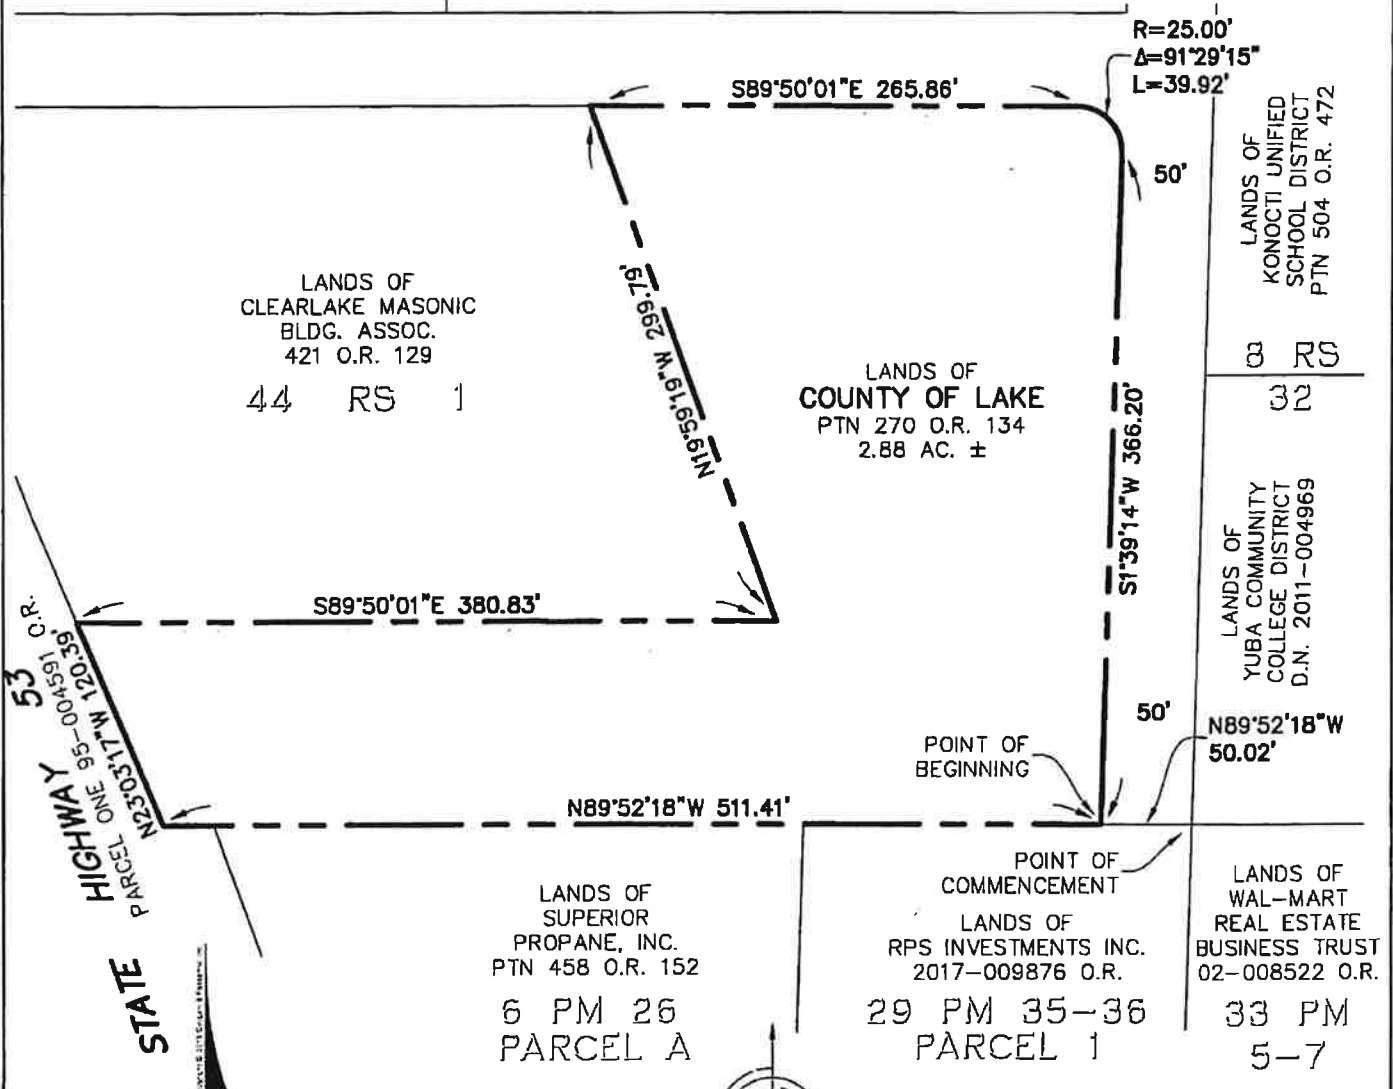 R=25.00'
Δ=91°29'15"
L=39.92'
S89°50'01"E 265.86'
50'
LANDS OF
KONOCTI UNIFIED
SCHOOL DISTRICT
PTN 504 O.R. 472
8 RS
32
LANDS OF
CLEARLAKE MASONIC
BLDG. ASSOC.
421 O.R. 129
44 RS 1
N19°59'19"W 299.79'
LANDS OF
COUNTY OF LAKE
PTN 270 O.R. 134
2.88 AC. ±
S1°39'14"W 366.20'
LANDS OF
YUBA COMMUNITY
COLLEGE DISTRICT
D.N. 2011-004969
S89°50'01"E 380.83'
STATE HIGHWAY 53
PARCEL ONE 95-004591 O.R.
N23°03'17"W 120.39'
50'
N89°52'18"W
50.02'
POINT OF
BEGINNING
N89°52'18"W 511.41'
POINT OF
COMMENCEMENT
LANDS OF
SUPERIOR
PROPANE, INC.
PTN 458 O.R. 152
6 PM 26
PARCEL A
LANDS OF
RPS INVESTMENTS INC.
2017-009876 O.R.
29 PM 35-36
PARCEL 1
LANDS OF
WAL-MART
REAL ESTATE
BUSINESS TRUST
02-008522 O.R.
33 PM
5-7